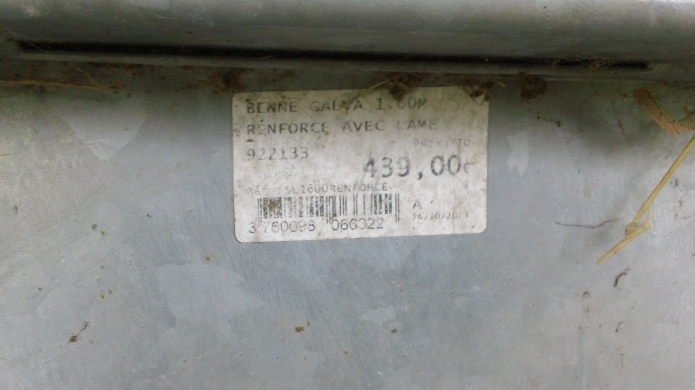 BENNE GALVA 1.60M
RENFORCE AVEC LAME
922133
439,00€
3 760098 066322
A